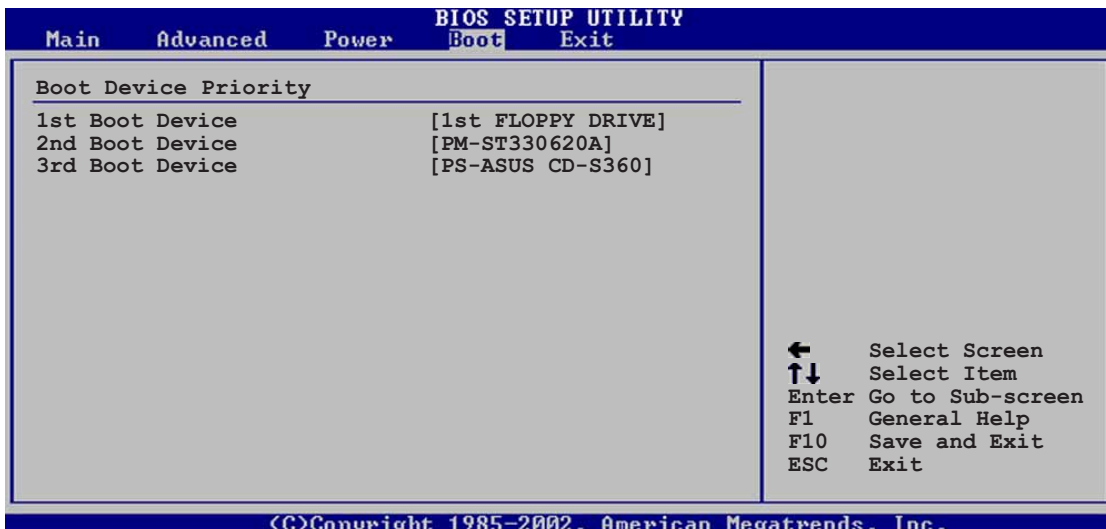 BIOS SETUP UTILITY
Main Advanced Power Boot Exit
Boot Device Priority
1st Boot Device [1st FLOPPY DRIVE]
2nd Boot Device [PM-ST330620A]
3rd Boot Device [PS-ASUS CD-S360]
← Select Screen
↑↓ Select Item
Enter Go to Sub-screen
F1 General Help
F10 Save and Exit
ESC Exit
(C)Copyright 1985-2002, American Megatrends, Inc.